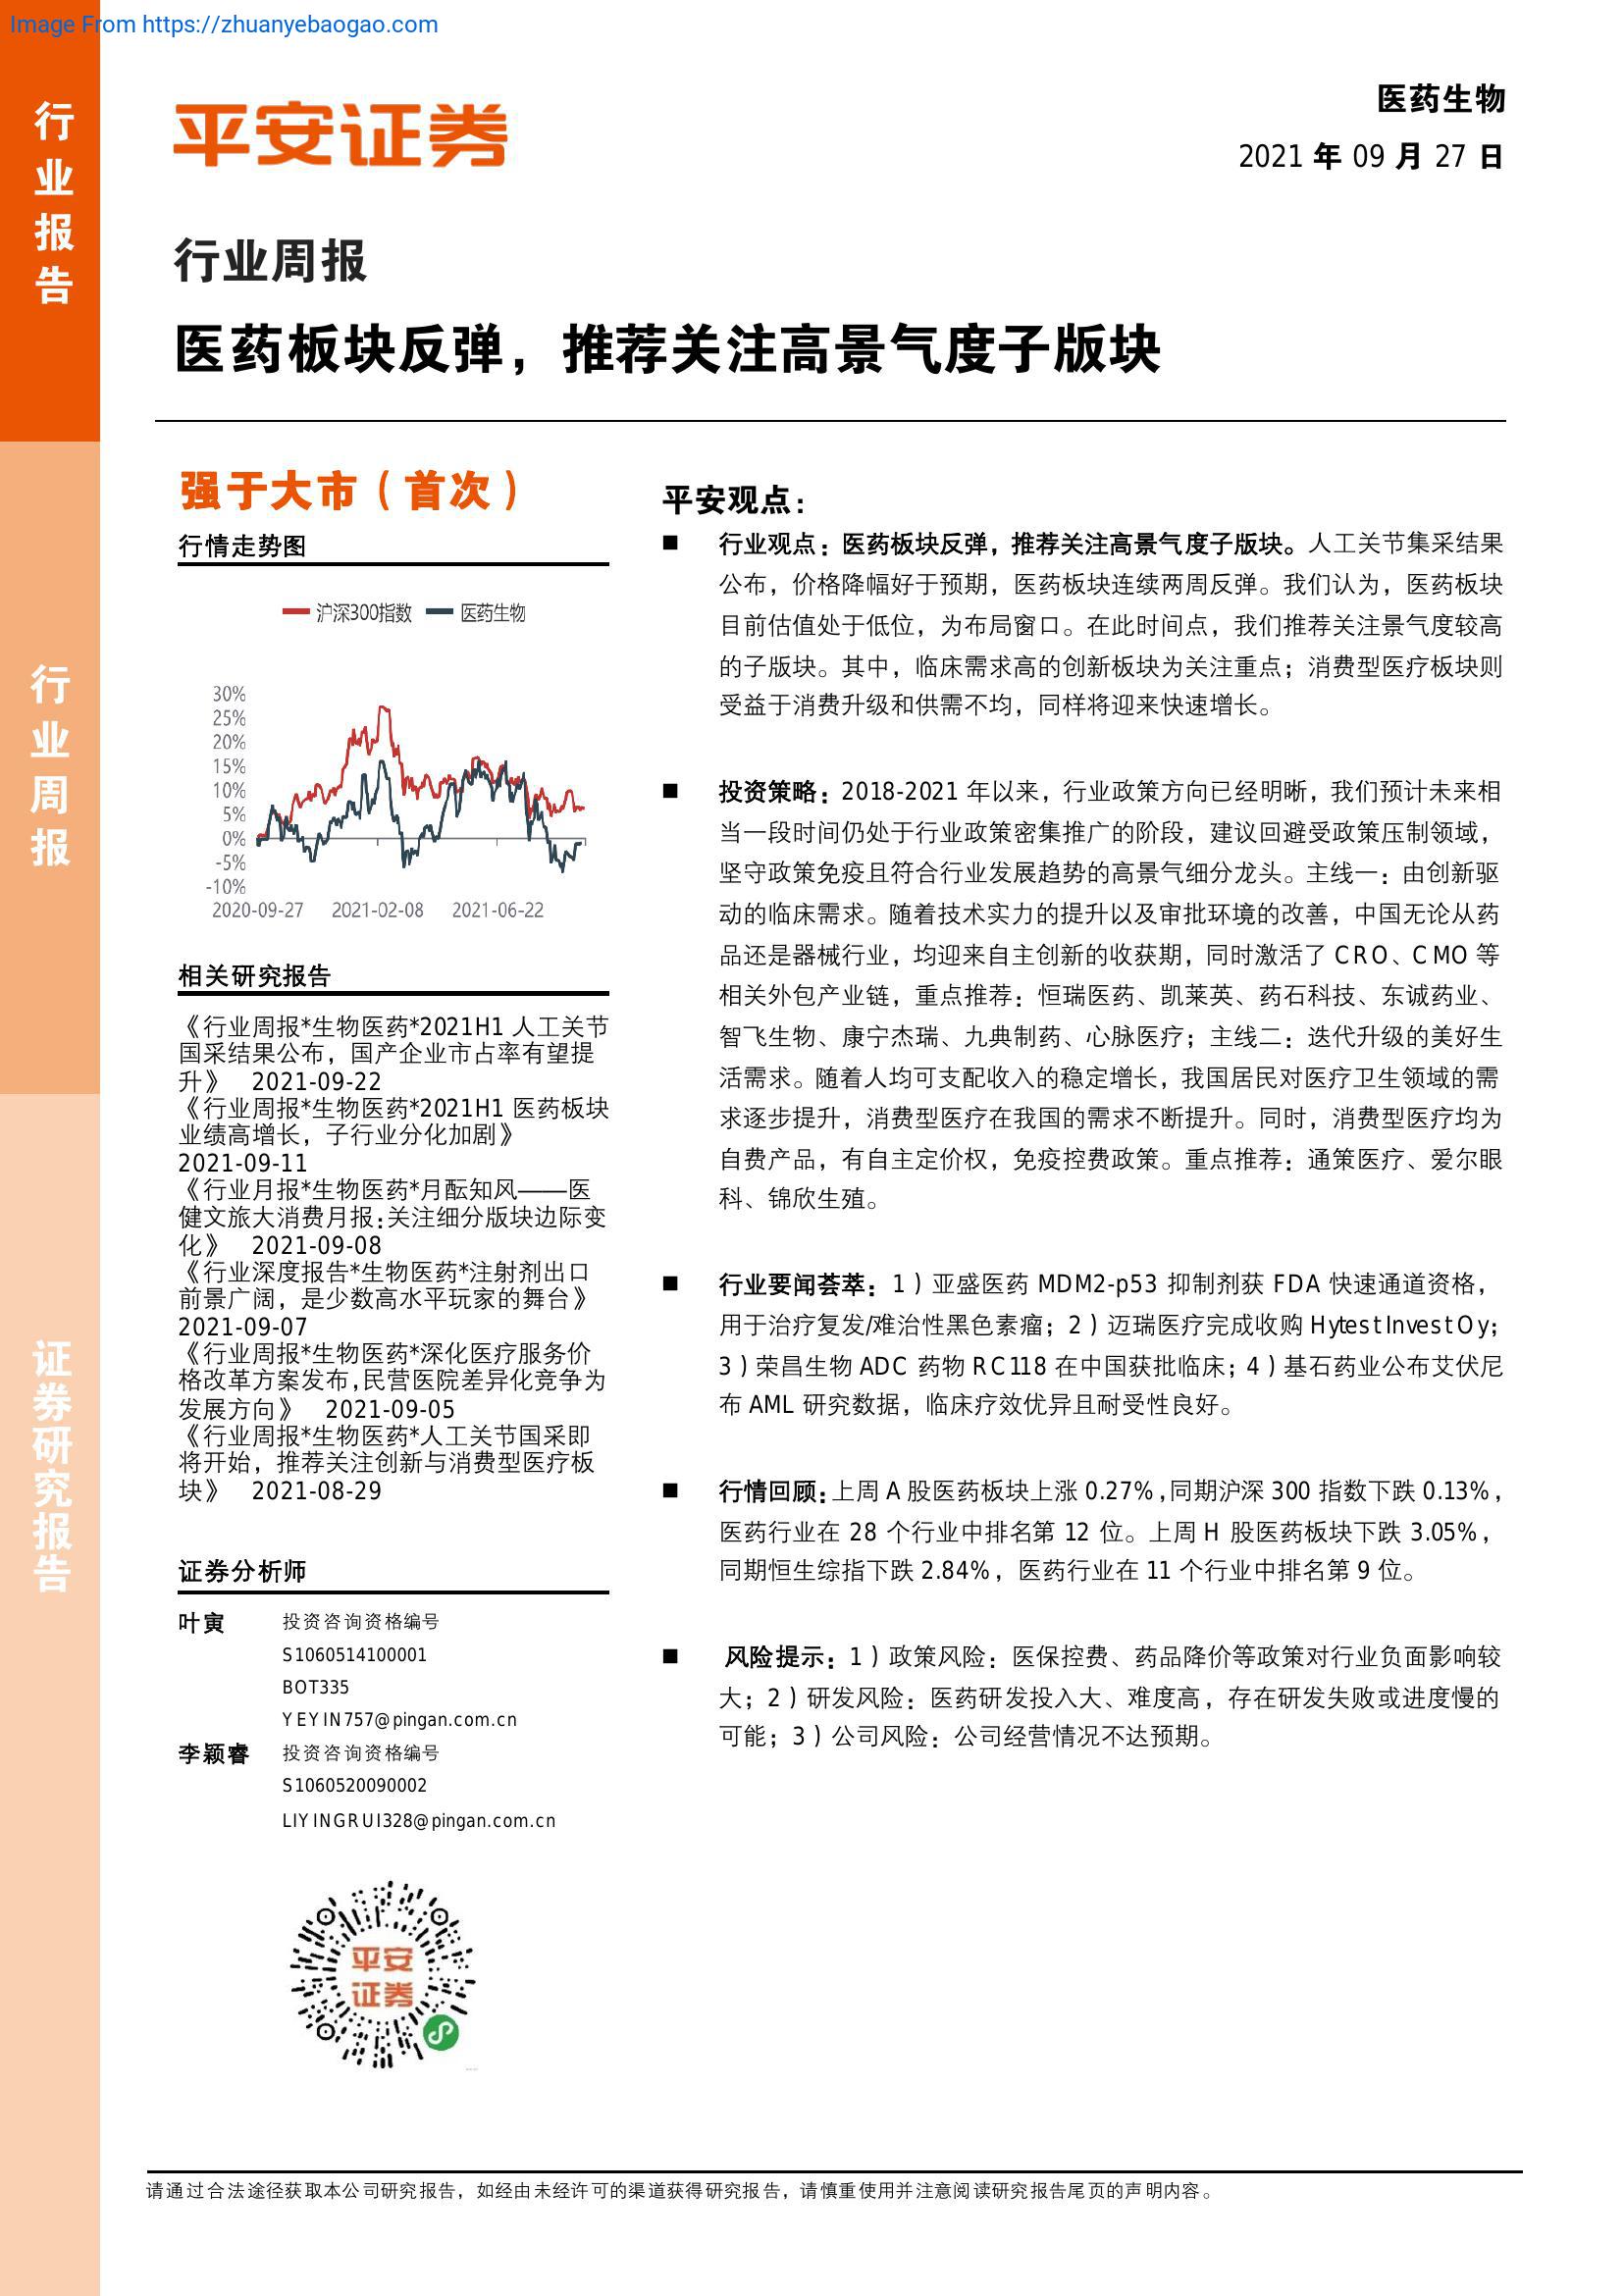 Image From https://zhuanyebaogao.com
行业报告
行业周报
证券研究报告
平安证券
医药生物
2021 年 09 月 27 日
行业周报
医药板块反弹，推荐关注高景气度子版块
强于大市（首次）
行情走势图
沪深300指数 医药生物
30%
25%
20%
15%
10%
5%
0%
-5%
-10%
2020-09-27 2021-02-08 2021-06-22
相关研究报告
《行业周报*生物医药*2021H1 人工关节
国采结果公布，国产企业市占率有望提
升》 2021-09-22
《行业周报*生物医药*2021H1 医药板块
业绩高增长，子行业分化加剧》
2021-09-11
《行业月报*生物医药*月酝知风——医
健文旅大消费月报:关注细分版块边际变
化》 2021-09-08
《行业深度报告*生物医药*注射剂出口
前景广阔，是少数高水平玩家的舞台》
2021-09-07
《行业周报*生物医药*深化医疗服务价
格改革方案发布,民营医院差异化竞争为
发展方向》 2021-09-05
《行业周报*生物医药*人工关节国采即
将开始，推荐关注创新与消费型医疗板
块》 2021-08-29
证券分析师
叶寅 投资咨询资格编号
S1060514100001
BOT335
YEYIN757@pingan.com.cn
李颖睿 投资咨询资格编号
S1060520090002
LIYINGRUI328@pingan.com.cn
平安证券
平安观点：
■ 行业观点：医药板块反弹，推荐关注高景气度子版块。人工关节集采结果
公布，价格降幅好于预期，医药板块连续两周反弹。我们认为，医药板块
目前估值处于低位，为布局窗口。在此时间点，我们推荐关注景气度较高
的子版块。其中，临床需求高的创新板块为关注重点；消费型医疗板块则
受益于消费升级和供需不均，同样将迎来快速增长。
■ 投资策略：2018-2021 年以来，行业政策方向已经明晰，我们预计未来相
当一段时间仍处于行业政策密集推广的阶段，建议回避受政策压制领域，
坚守政策免疫且符合行业发展趋势的高景气细分龙头。主线一：由创新驱
动的临床需求。随着技术实力的提升以及审批环境的改善，中国无论从药
品还是器械行业，均迎来自主创新的收获期，同时激活了 CRO、CMO 等
相关外包产业链，重点推荐：恒瑞医药、凯莱英、药石科技、东诚药业、
智飞生物、康宁杰瑞、九典制药、心脉医疗；主线二：迭代升级的美好生
活需求。随着人均可支配收入的稳定增长，我国居民对医疗卫生领域的需
求逐步提升，消费型医疗在我国的需求不断提升。同时，消费型医疗均为
自费产品，有自主定价权，免疫控费政策。重点推荐：通策医疗、爱尔眼
科、锦欣生殖。
■ 行业要闻荟萃：1）亚盛医药 MDM2-p53 抑制剂获 FDA 快速通道资格，
用于治疗复发/难治性黑色素瘤；2）迈瑞医疗完成收购 HytestInvestOy；
3）荣昌生物 ADC 药物 RC118 在中国获批临床；4）基石药业公布艾伏尼
布 AML 研究数据，临床疗效优异且耐受性良好。
■ 行情回顾：上周 A 股医药板块上涨 0.27%,同期沪深 300 指数下跌 0.13%，
医药行业在 28 个行业中排名第 12 位。上周 H 股医药板块下跌 3.05%，
同期恒生综指下跌 2.84%，医药行业在 11 个行业中排名第 9 位。
■ 风险提示：1）政策风险：医保控费、药品降价等政策对行业负面影响较
大；2）研发风险：医药研发投入大、难度高，存在研发失败或进度慢的
可能；3）公司风险：公司经营情况不达预期。
请通过合法途径获取本公司研究报告，如经由未经许可的渠道获得研究报告，请慎重使用并注意阅读研究报告尾页的声明内容。